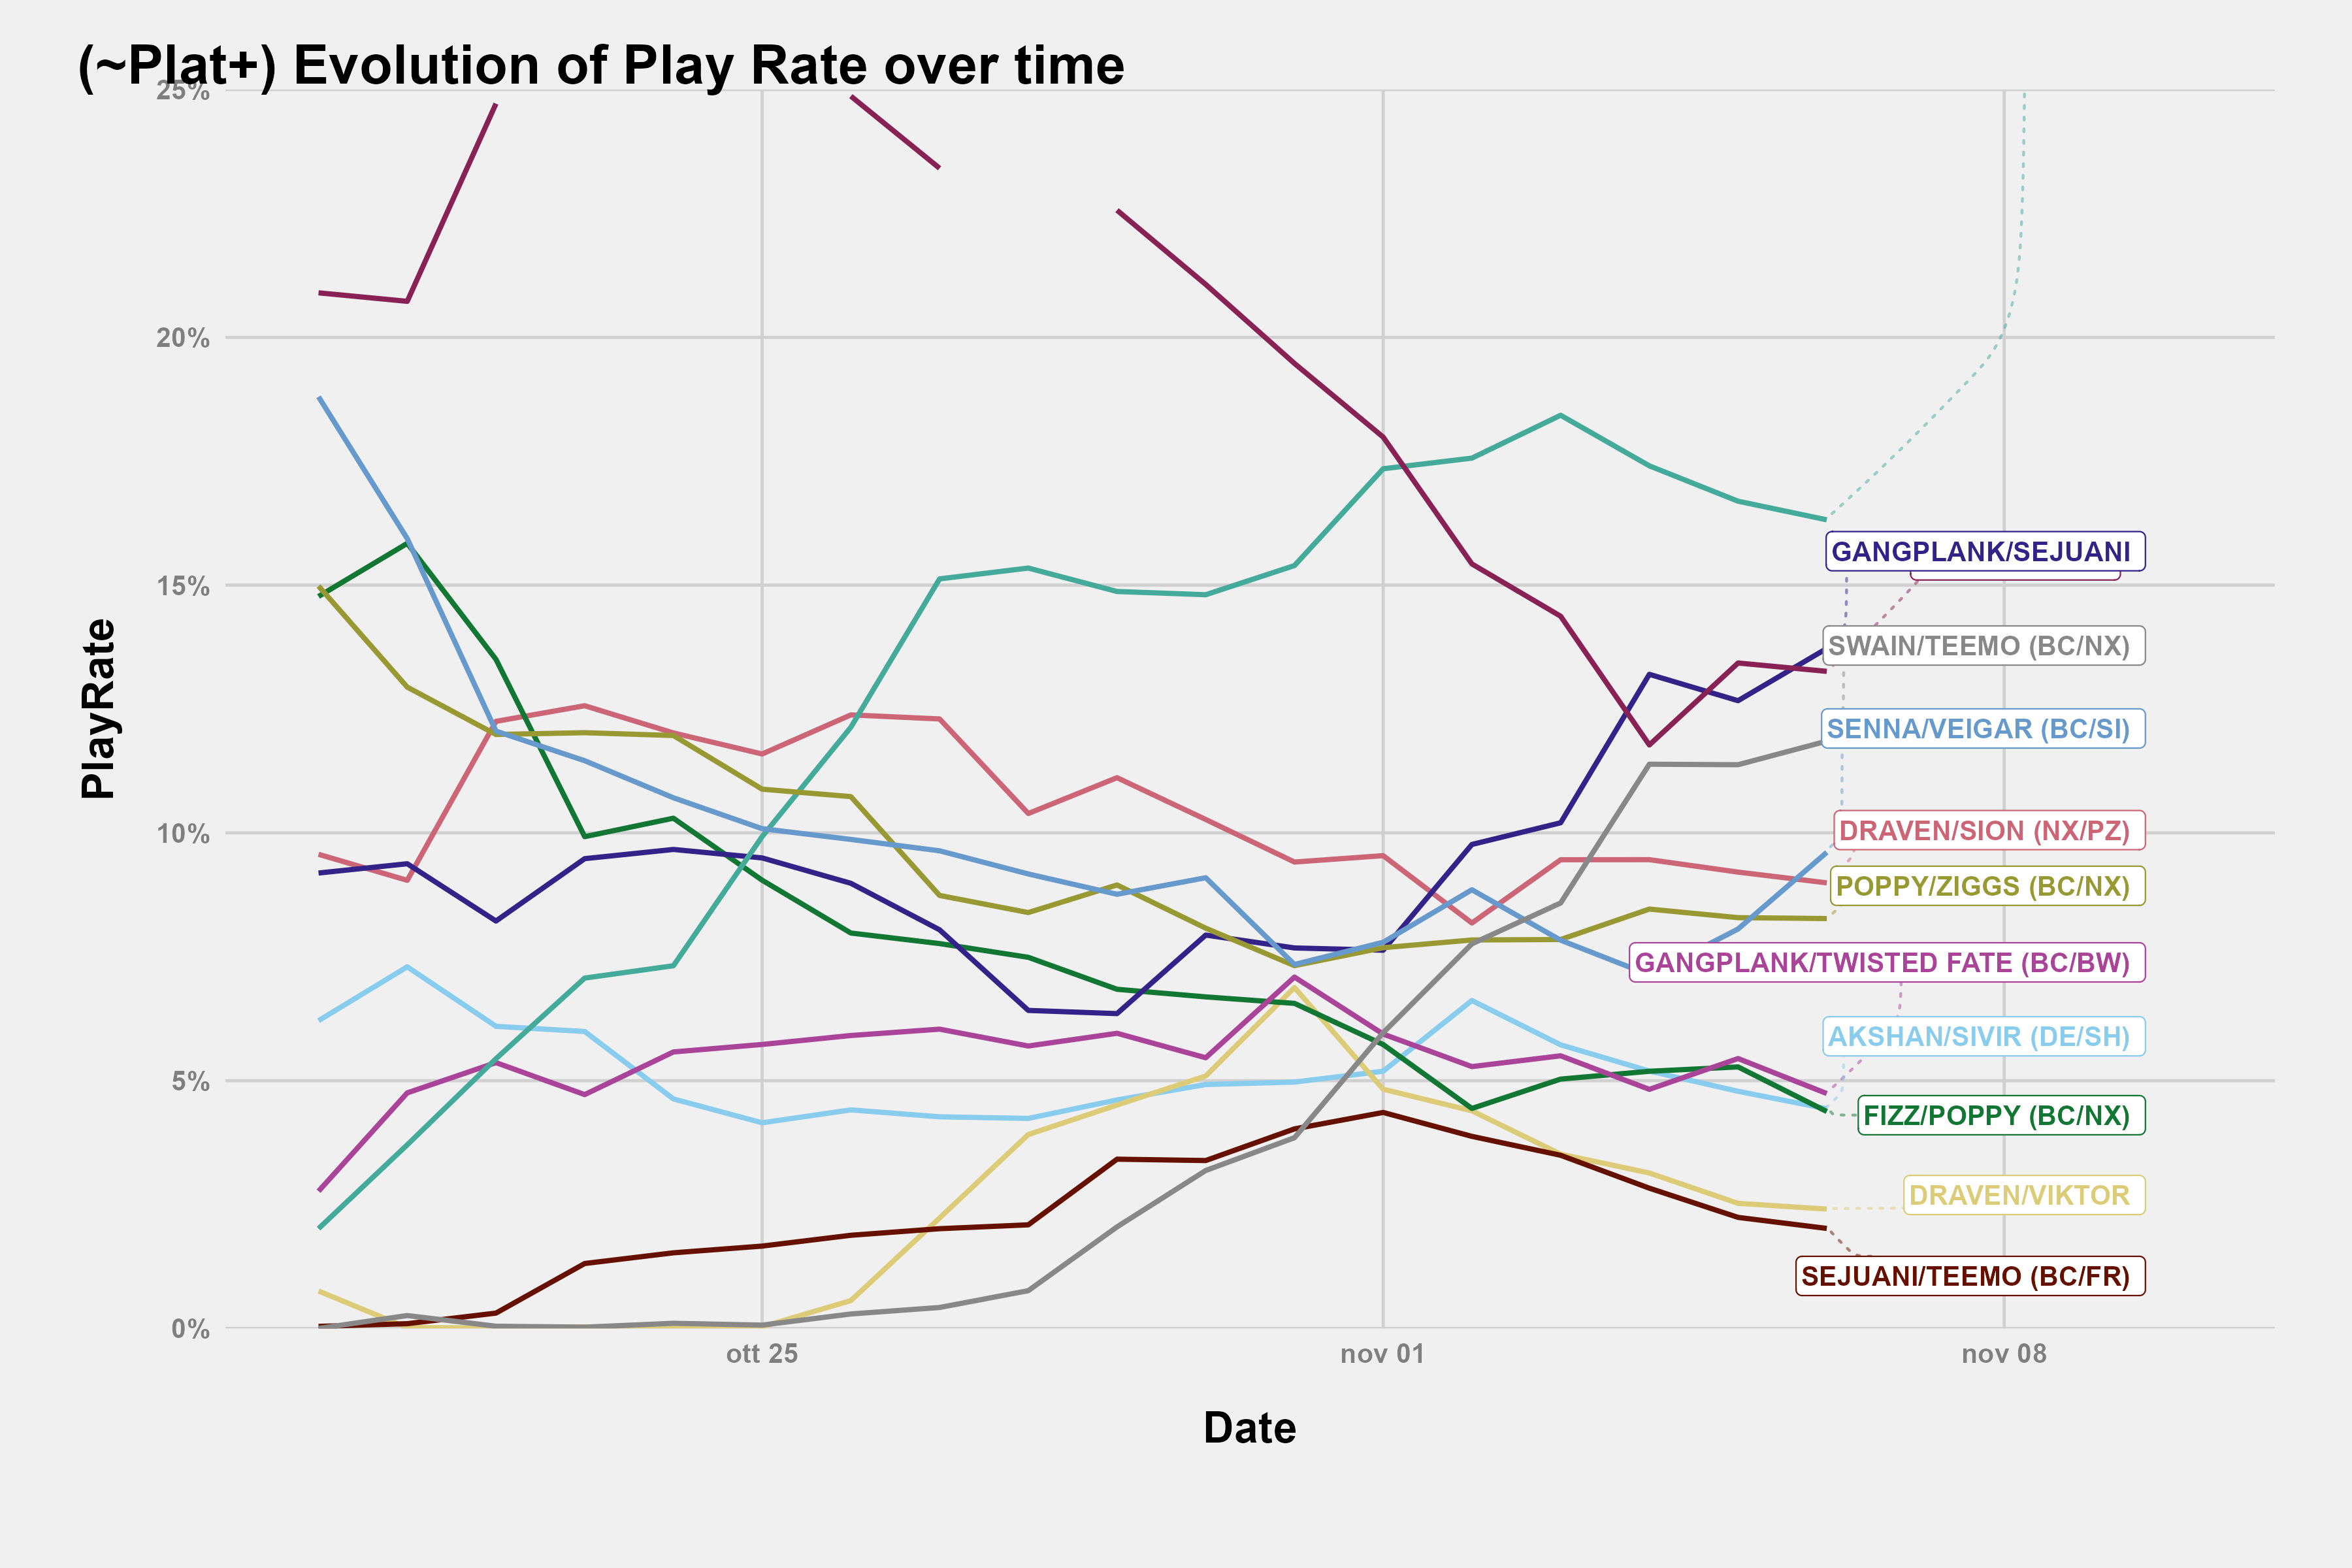 (~Plat+) Evolution of Play Rate over time
25%
20%
15%
10%
5%
0%
PlayRate
GANGPLANK/SEJUANI
SWAIN/TEEMO (BC/NX)
SENNA/VEIGAR (BC/SI)
DRAVEN/SION (NX/PZ)
POPPY/ZIGGS (BC/NX)
GANGPLANK/TWISTED FATE (BC/BW)
AKSHAN/SIVIR (DE/SH)
FIZZ/POPPY (BC/NX)
DRAVEN/VIKTOR
SEJUANI/TEEMO (BC/FR)
ott 25
nov 01
nov 08
Date